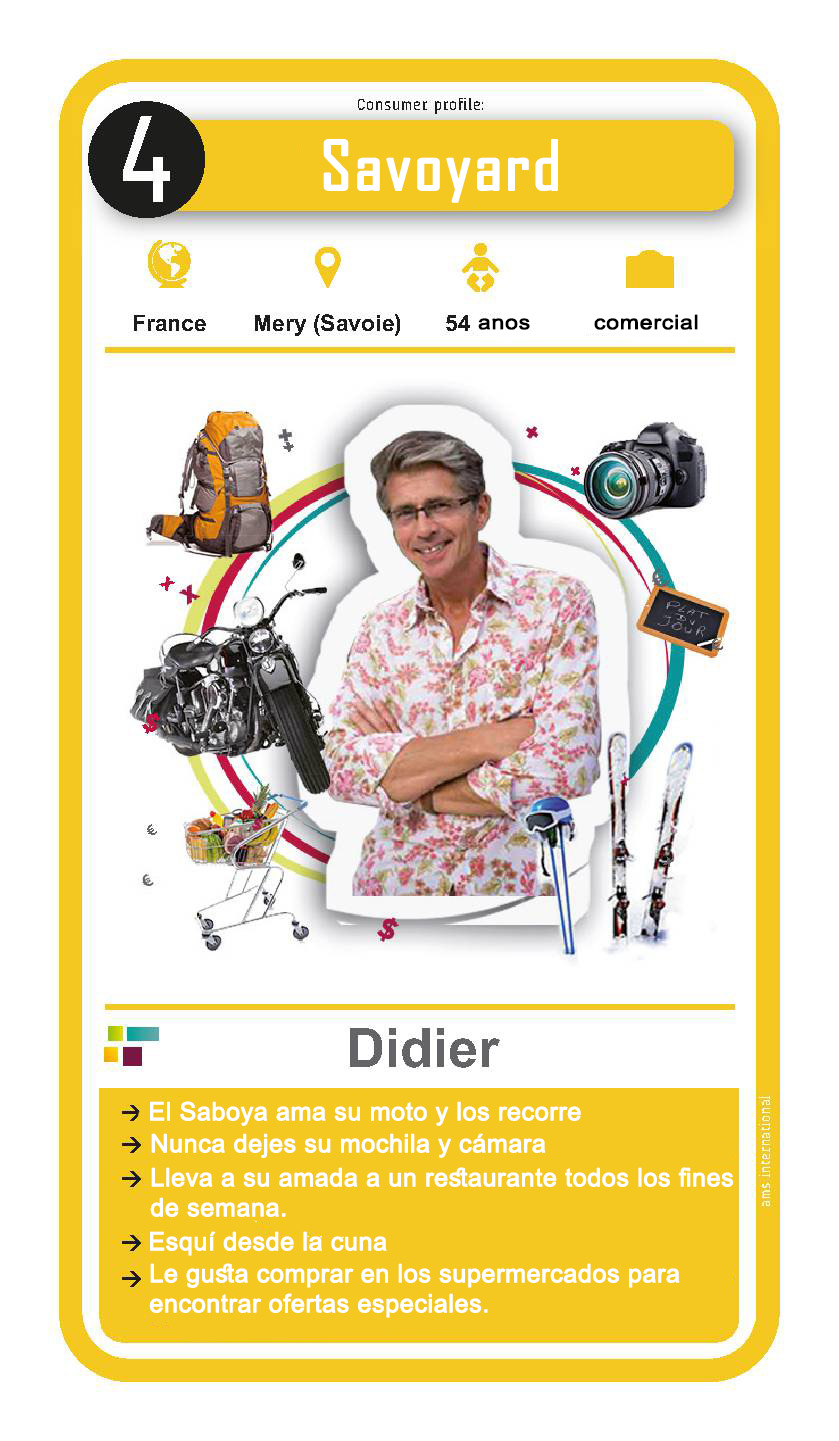 Consumer profile:
4
Savoyard
France
Mery (Savoie)
54 anos
comercial
PLAT
DU
JOUR
Didier
→ El Saboya ama su moto y los recorre
→ Nunca dejes su mochila y cámara
→ Lleva a su amada a un restaurante todos los fines
de semana.
→ Esquí desde la cuna
→ Le gusta comprar en los supermercados para
encontrar ofertas especiales.
ams international